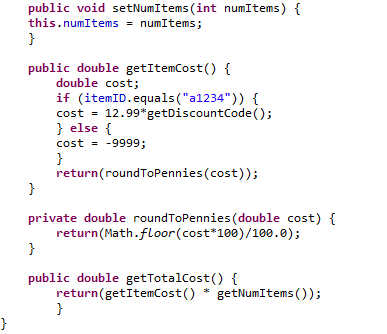 public void setNumItems(int numItems) {
this.numItems = numItems;
}
public double getItemCost() {
double cost;
if (itemID.equals("a1234")) {
cost = 12.99*getDiscountCode();
} else {
cost = -9999;
}
return(roundToPennies(cost));
}
private double roundToPennies(double cost) {
return(Math.floor(cost*100)/100.0);
}
public double getTotalCost() {
return(getItemCost() * getNumItems());
}
}